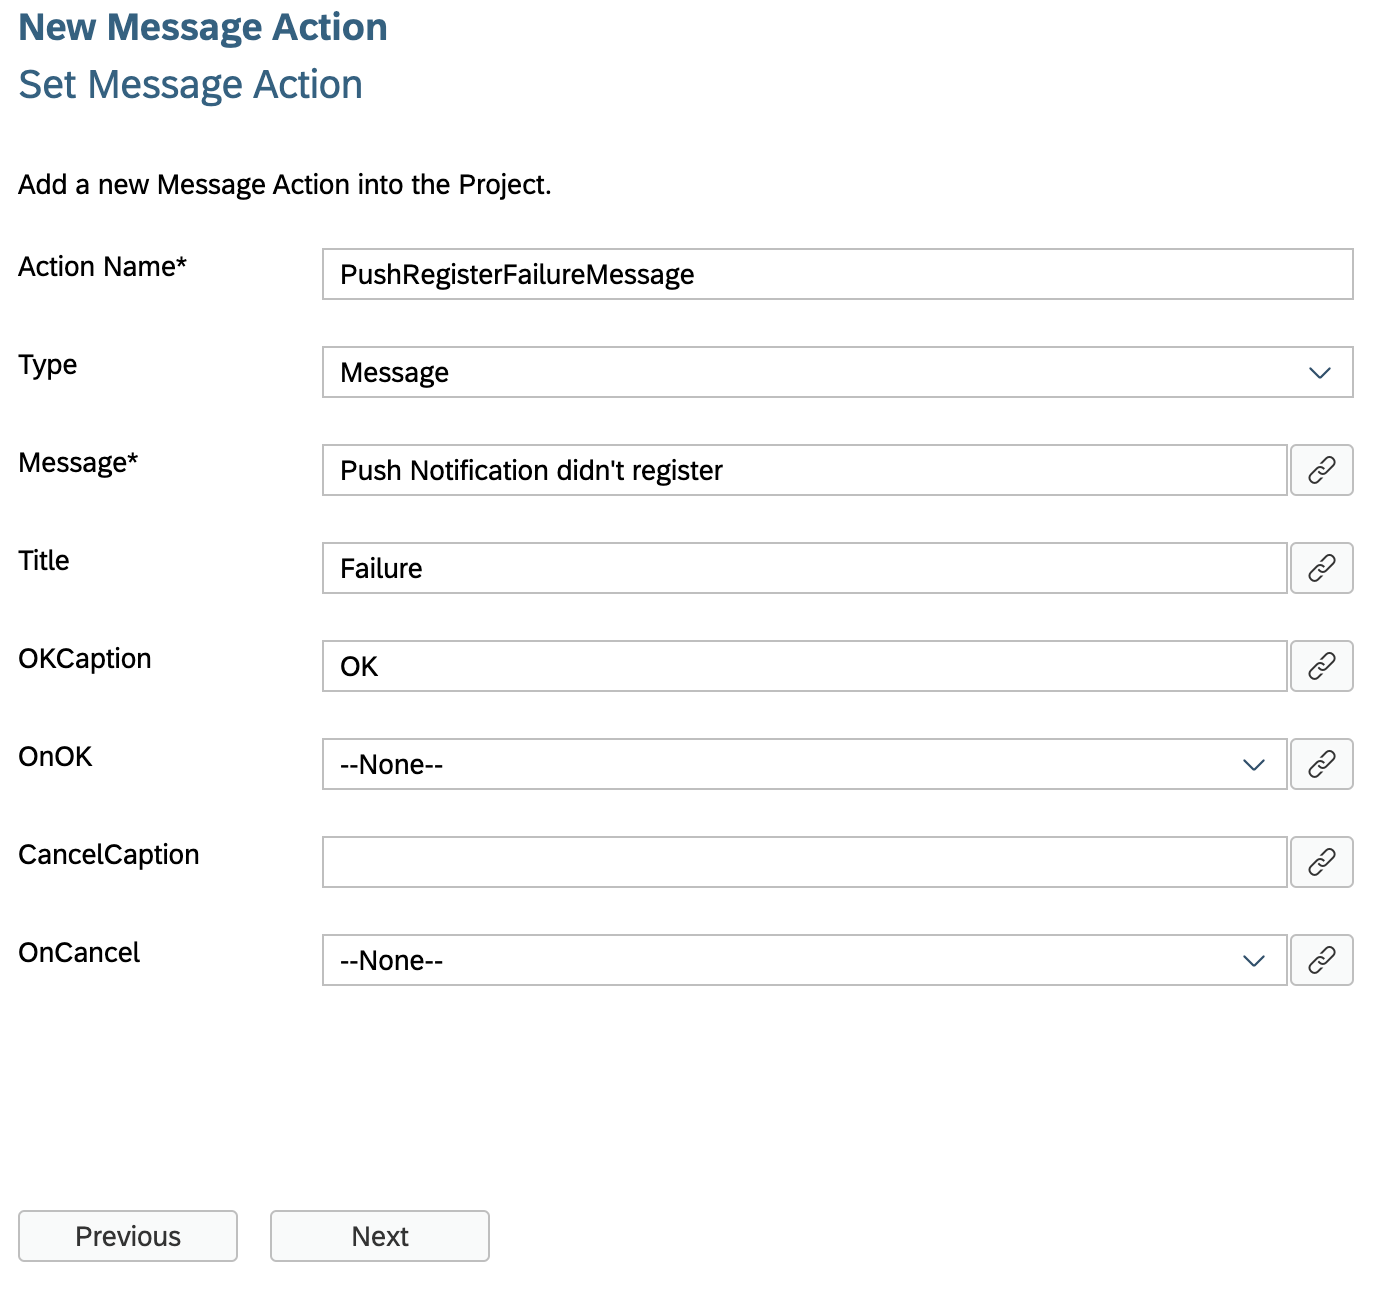 New Message Action
Set Message Action
Add a new Message Action into the Project.
Action Name*
PushRegisterFailureMessage
Type
Message
Message*
Push Notification didn't register
Title
Failure
OKCaption
OK
OnOK
--None--
CancelCaption
OnCancel
--None--
Previous
Next